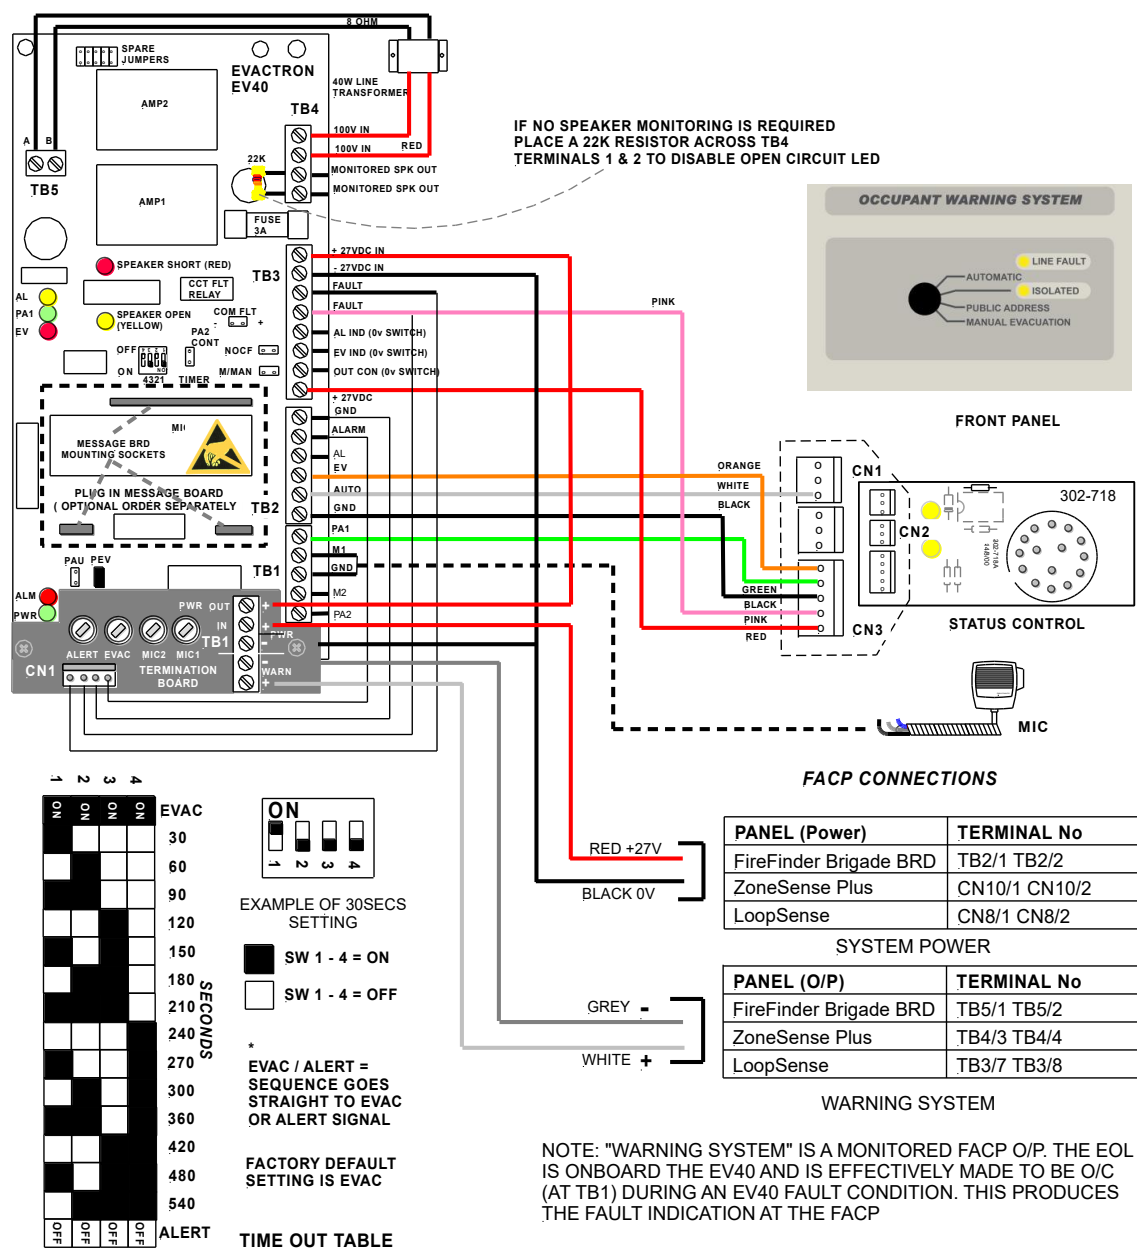 8 OHM
SPARE
JUMPERS
EVACTRON
EV40
40W LINE
TRANSFORMER
AMP2
TB4
A B
100V IN
100V IN
RED
MONITORED SPK OUT
MONITORED SPK OUT
IF NO SPEAKER MONITORING IS REQUIRED
PLACE A 22K RESISTOR ACROSS TB4
TERMINALS 1 & 2 TO DISABLE OPEN CIRCUIT LED
22K
TB5
AMP1
FUSE
3A
OCCUPANT WARNING SYSTEM
LINE FAULT
AUTOMATIC
ISOLATED
PUBLIC ADDRESS
MANUAL EVACUATION
FRONT PANEL
+ 27VDC IN
- 27VDC IN
FAULT
FAULT
AL IND (0v SWITCH)
EV IND (0v SWITCH)
OUT CON (0v SWITCH)
+ 27VDC
TB3
SPEAKER SHORT (RED)
CCT FLT
RELAY
AL
PA1
EV
SPEAKER OPEN
(YELLOW)
COM FLT
- +
PA2
CONT
OFF
ON
4321
NO
TIMER
NOCF
M/MAN
PINK
GND
ALARM
AL
EV
AUTO
GND
MESSAGE BRD
MOUNTING SOCKETS
PLUG IN MESSAGE BOARD
( OPTIONAL ORDER SEPARATELY
TB2
ORANGE
WHITE
BLACK
CN1
302-718
CN2
302-718A
GREEN
BLACK
PINK
RED
CN3
STATUS CONTROL
PA1
M1
GND
M2
PA2
TB1
PAU PEV
ALM
PWR
PWR OUT +
IN +
TB1 - PWR
-
WARN
+
ALERT EVAC MIC2 MIC1
CN1
TERMINATION
BOARD
MIC
FACP CONNECTIONS
PANEL (Power) TERMINAL No
FireFinder Brigade BRD TB2/1 TB2/2
ZoneSense Plus CN10/1 CN10/2
LoopSense CN8/1 CN8/2
SYSTEM POWER
RED +27V
BLACK 0V
PANEL (O/P) TERMINAL No
FireFinder Brigade BRD TB5/1 TB5/2
ZoneSense Plus TB4/3 TB4/4
LoopSense TB3/7 TB3/8
WARNING SYSTEM
GREY -
WHITE +
1 2 3 4
ON ON ON ON EVAC
30
60
90
120
150
180
210
240
270
300
360
420
480
540
OFF OFF OFF OFF ALERT
SECONDS
ON
1 2 3 4
EXAMPLE OF 30SECS
SETTING
SW 1 - 4 = ON
SW 1 - 4 = OFF
*
EVAC / ALERT =
SEQUENCE GOES
STRAIGHT TO EVAC
OR ALERT SIGNAL
FACTORY DEFAULT
SETTING IS EVAC
TIME OUT TABLE
NOTE: "WARNING SYSTEM" IS A MONITORED FACP O/P. THE EOL
IS ONBOARD THE EV40 AND IS EFFECTIVELY MADE TO BE O/C
(AT TB1) DURING AN EV40 FAULT CONDITION. THIS PRODUCES
THE FAULT INDICATION AT THE FACP